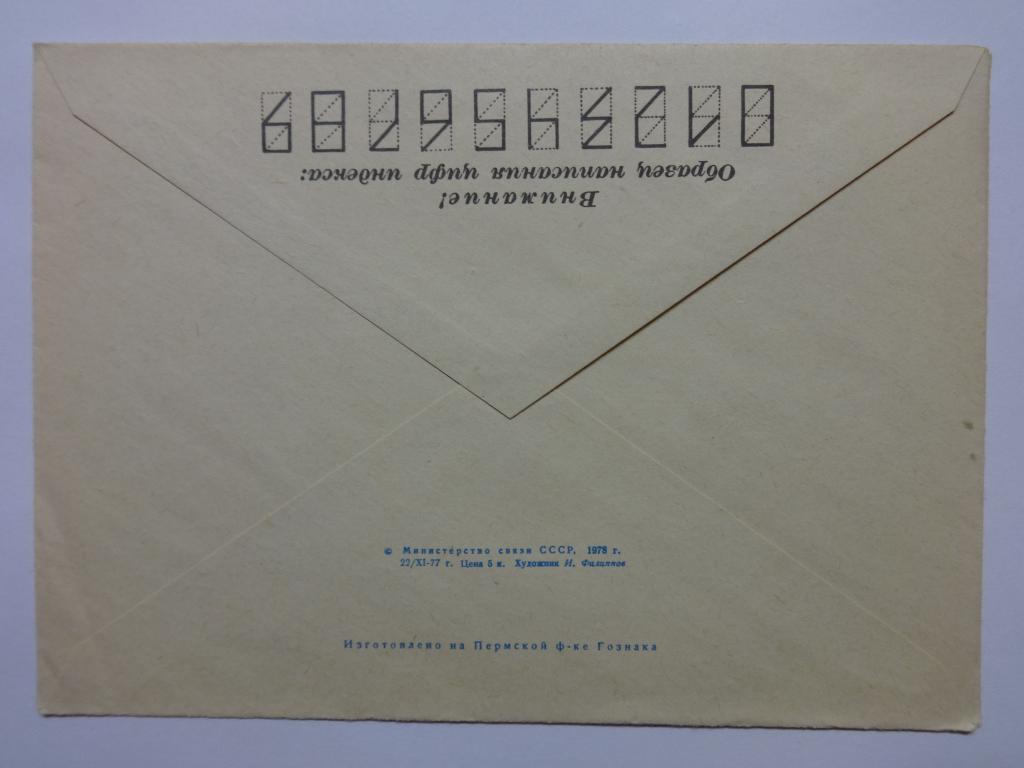 Внимание!
Образец написания цифр индекса:
0123456789
© Министерство связи СССР, 1978 г.
22/XI-77 г. Цена 5 к. Художник И. Филиппов
Изготовлено на Пермской ф-ке Гознака